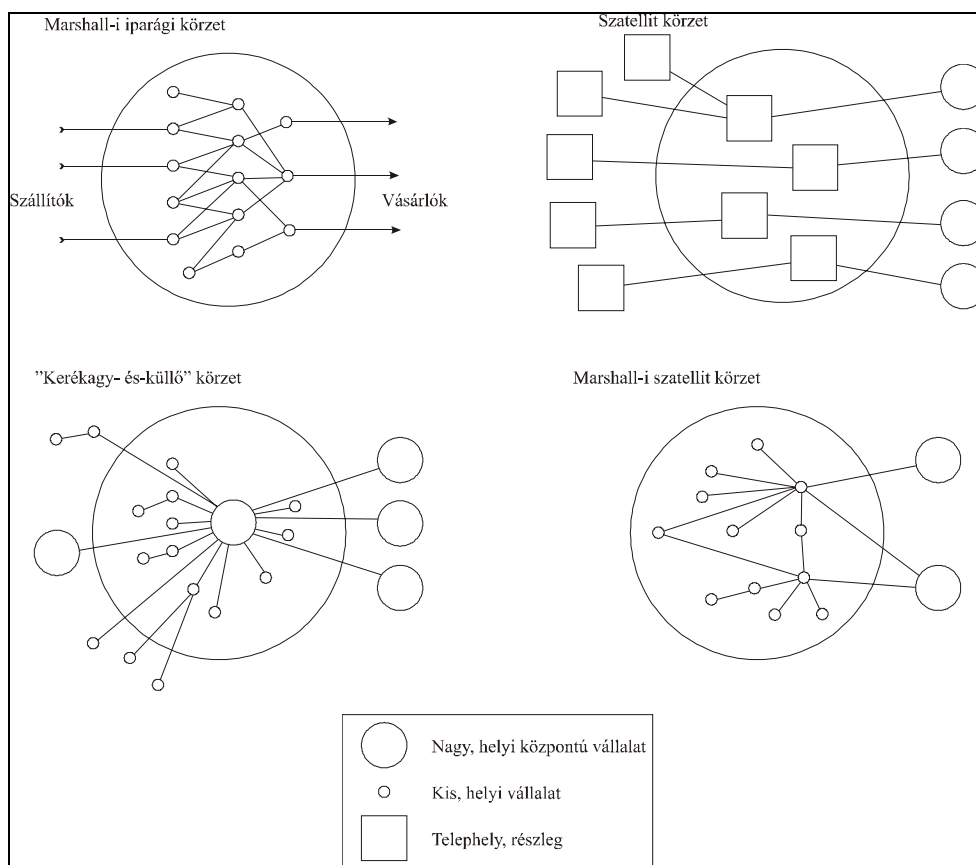 Marshall-i iparági körzet
Szatellit körzet
Szállítók
Vásárlók
”Kerékagy- és-küllő” körzet
Marshall-i szatellit körzet
Nagy, helyi központú vállalat
Kis, helyi vállalat
Telephely, részleg